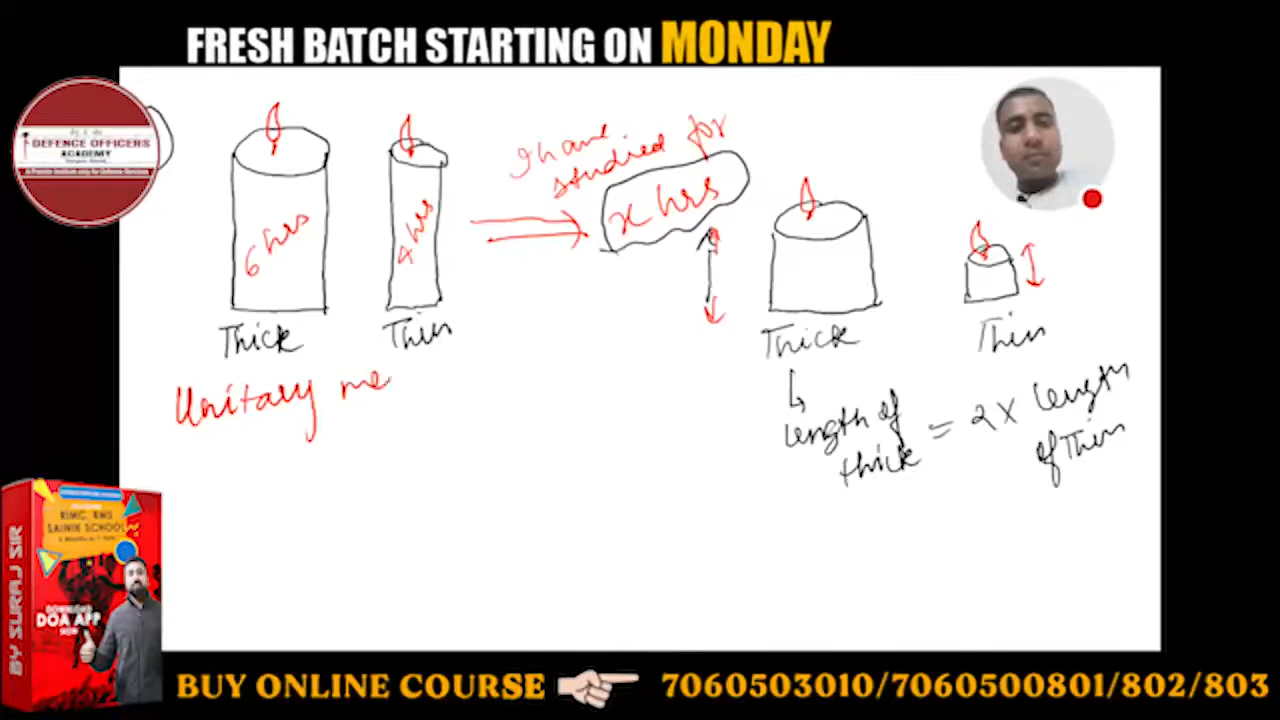 FRESH BATCH STARTING ON MONDAY
DEFENCE OFFICERS
ACADEMY
6 hrs
4 hrs
I have
studied for
x hrs
Thick
Thin
Thick
Thin
Unitary me
length of
thick
= 2 X length
of Thin
RIMC, RMS
SAINIK SCHOOL
BY SURAJ SIR
DOWNLOAD
DOA APP
NOW
BUY ONLINE COURSE
7060503010/7060500801/802/803